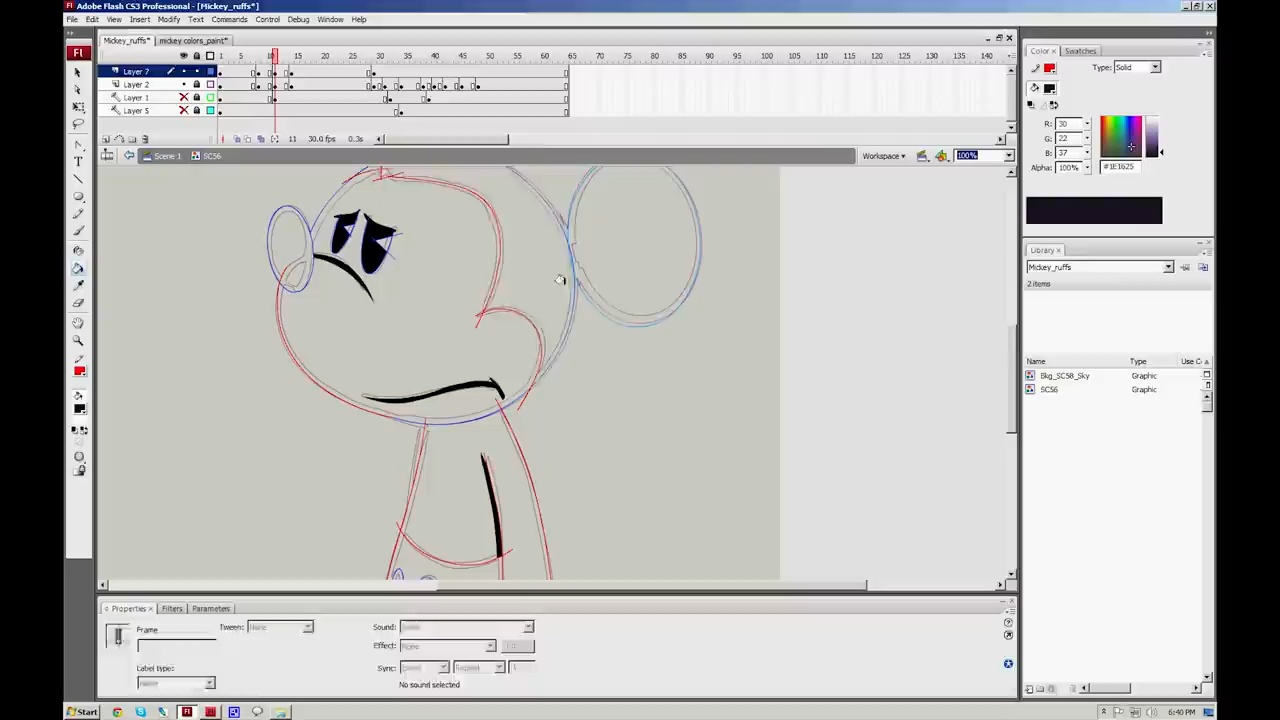 Adobe Flash CS3 Professional - [Mickey_ruffs*]
File Edit View Insert Modify Text Commands Control Debug Window Help
Mickey_ruffs* mickey colors_paint*
Layer 7
Layer 2
Layer 1
Layer 5
1 5 10 15 20 25 30 35 40 45 50 55 60 65 70 75 80 85 90 95 100 105 110 115 120 125 130 135 140 145
11 30.0 fps 0.3s
Scene 1 SC56
Workspace
100%
Color Swatches
Type: Solid
R: 30
G: 22
B: 37
Alpha: 100% #1E1625
Library
Mickey_ruffs
2 items
Name Type Use C
Bkg_SC58_Sky Graphic
SC56 Graphic
Properties Filters Parameters
Frame
Tween: None
Sound:
Effect:
Sync:
Label type:
No sound selected
Start
6:40 PM